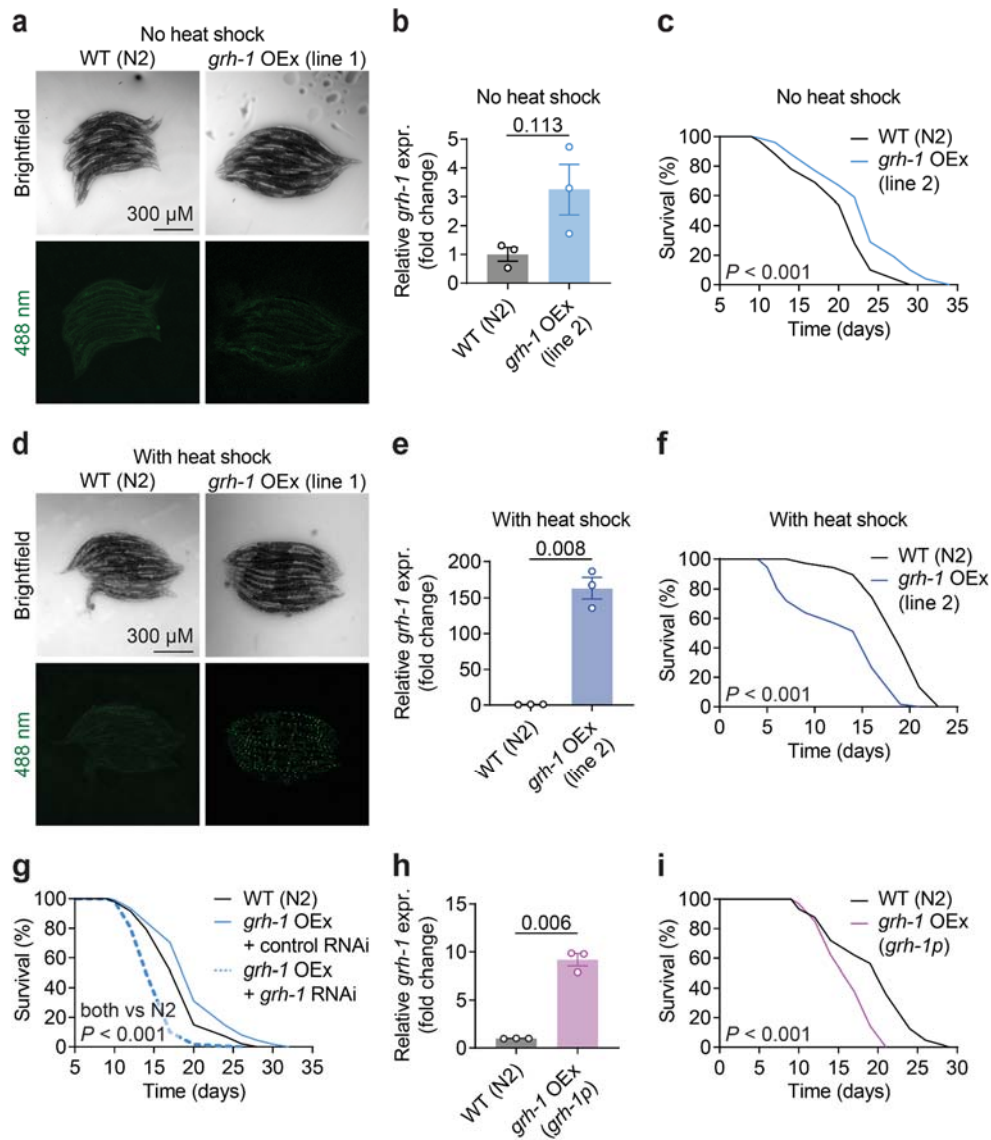 a
No heat shock
WT (N2)
grh-1 OEx (line 1)
Brightfield
300 µM
488 nm
b
No heat shock
Relative grh-1 expr.
(fold change)
5
4
3
2
1
0
0.113
WT (N2)
grh-1 OEx
(line 2)
c
No heat shock
Survival (%)
100
80
60
40
20
0
WT (N2)
grh-1 OEx
(line 2)
P < 0.001
5 10 15 20 25 30 35
Time (days)
d
With heat shock
WT (N2)
grh-1 OEx (line 1)
Brightfield
300 µM
488 nm
e
With heat shock
Relative grh-1 expr.
(fold change)
200
150
100
50
0
0.008
WT (N2)
grh-1 OEx
(line 2)
f
With heat shock
Survival (%)
100
80
60
40
20
0
WT (N2)
grh-1 OEx
(line 2)
P < 0.001
0 5 10 15 20 25
Time (days)
g
Survival (%)
100
80
60
40
20
0
WT (N2)
grh-1 OEx
+ control RNAi
grh-1 OEx
+ grh-1 RNAi
both vs N2
P < 0.001
5 10 15 20 25 30 35
Time (days)
h
Relative grh-1 expr.
(fold change)
15
10
5
0
0.006
WT (N2)
grh-1 OEx
(grh-1p)
i
Survival (%)
100
80
60
40
20
0
WT (N2)
grh-1 OEx
(grh-1p)
P < 0.001
0 5 10 15 20 25 30
Time (days)